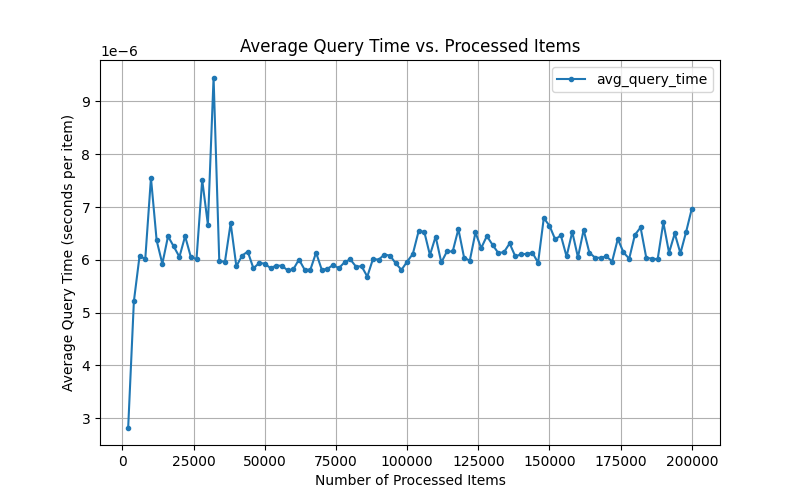 Average Query Time vs. Processed Items
1e−6
avg_query_time
9
8
7
6
5
4
3
Average Query Time (seconds per item)
0 25000 50000 75000 100000 125000 150000 175000 200000
Number of Processed Items